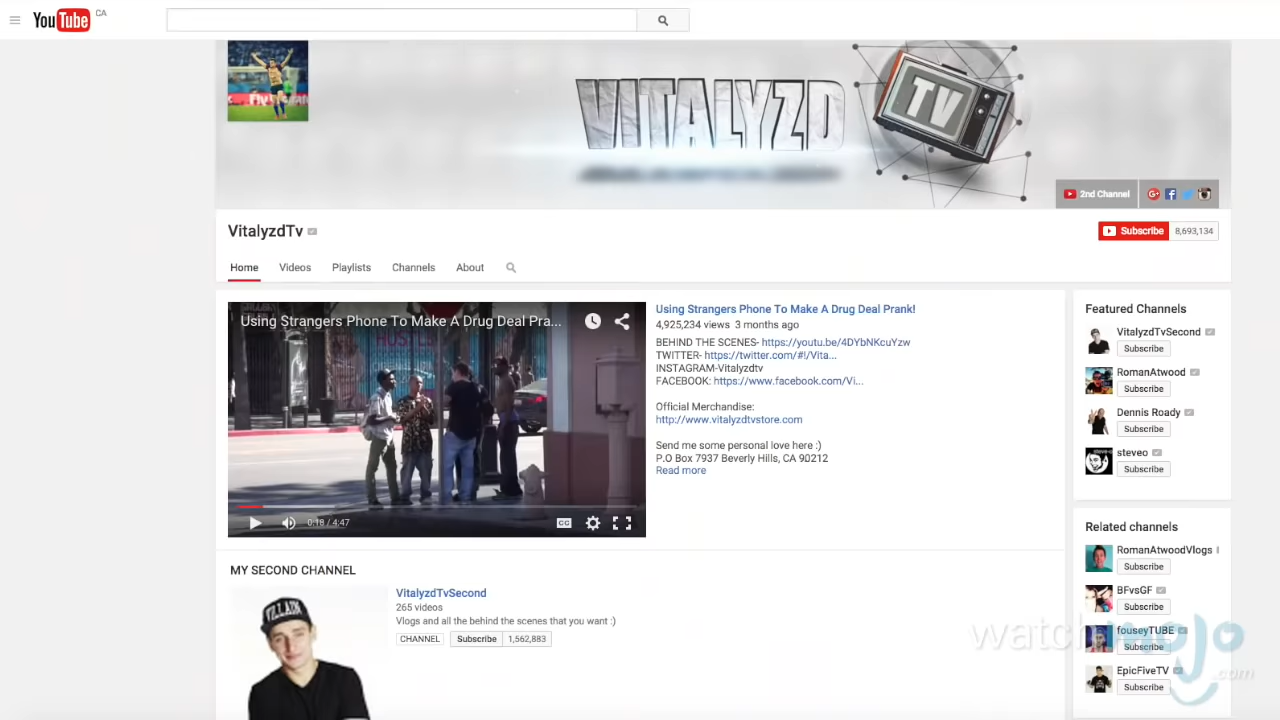 YouTube CA
VITALYZD
TV
2nd Channel
VitalyzdTv
Subscribe 8,693,134
Home Videos Playlists Channels About
Using Strangers Phone To Make A Drug Deal Pra...
HUSTLE
0:18 / 4:47
CC
Using Strangers Phone To Make A Drug Deal Prank!
4,925,234 views 3 months ago
BEHIND THE SCENES- https://youtu.be/4DYbNKcuYzw
TWITTER- https://twitter.com/#!/Vita...
INSTAGRAM-Vitalyzdtv
FACEBOOK: https://www.facebook.com/Vi...
Official Merchandise:
http://www.vitalyzdtvstore.com
Send me some personal love here :)
P.O Box 7937 Beverly Hills, CA 90212
Read more
MY SECOND CHANNEL
VILLAIN
VitalyzdTvSecond
265 videos
Vlogs and all the behind the scenes that you want :)
CHANNEL Subscribe 1,562,883
Featured Channels
VitalyzdTvSecond
Subscribe
RomanAtwood
Subscribe
Dennis Roady
Subscribe
steveo
Subscribe
Related channels
RomanAtwoodVlogs
Subscribe
BFvsGF
Subscribe
fouseyTUBE
Subscribe
EpicFiveTV
Subscribe
watchmojo
.com